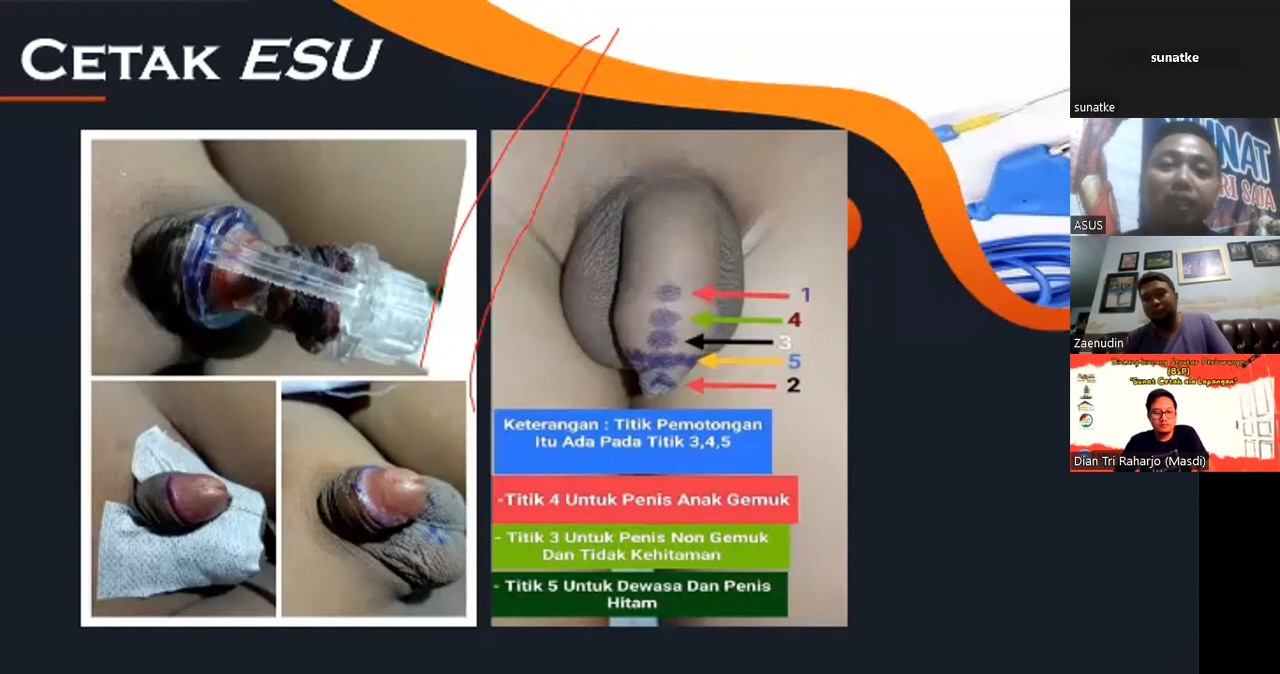 CETAK ESU
1
4
3
5
2
Keterangan : Titik Pemotongan
Itu Ada Pada Titik 3,4,5
-Titik 4 Untuk Penis Anak Gemuk
- Titik 3 Untuk Penis Non Gemuk
Dan Tidak Kehitaman
- Titik 5 Untuk Dewasa Dan Penis
Hitam
sunatke
sunatke
ASUS
Zaenudin
(BSP)
"Sunat Cetak ala Lapangan"
Dian Tri Raharjo (Masdi)